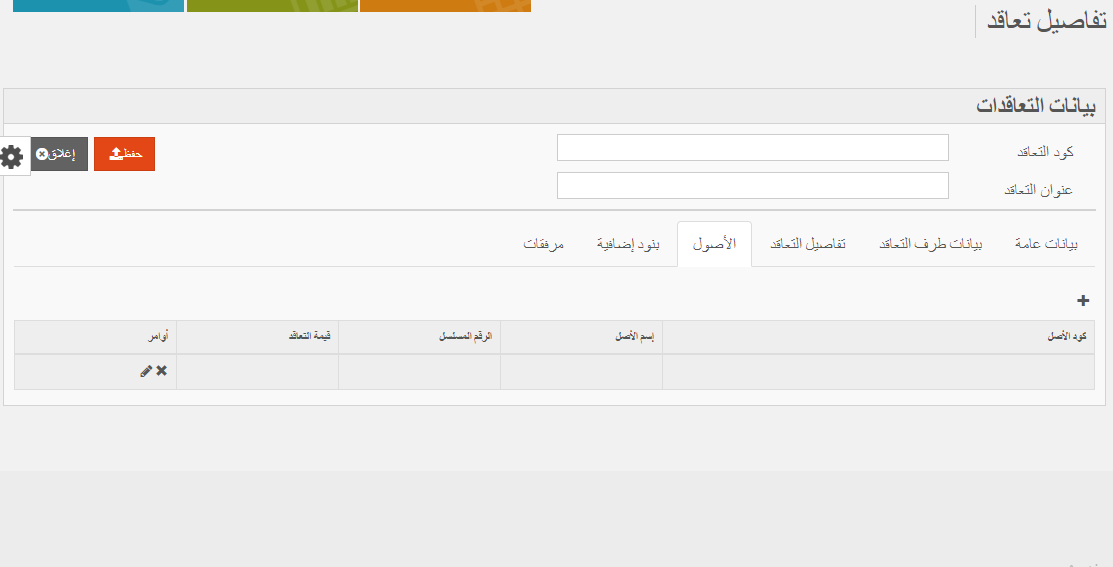 تفاصيل تعاقد
بيانات التعاقدات
كود التعاقد
حفظ إغلاق
عنوان التعاقد
بيانات عامة بيانات طرف التعاقد تفاصيل التعاقد الأصول بنود إضافية مرفقات
كود الأصل إسم الأصل الرقم المسلسل قيمة التعاقد أوامر